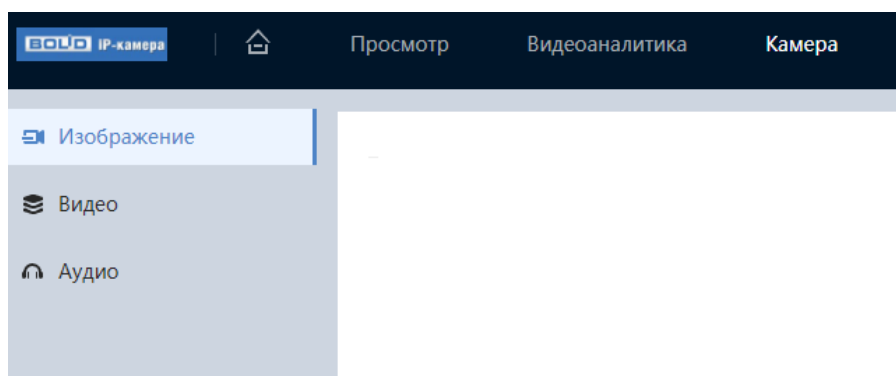 BOLID IP-камера Просмотр Видеоаналитика Камера
Изображение
Видео
Аудио